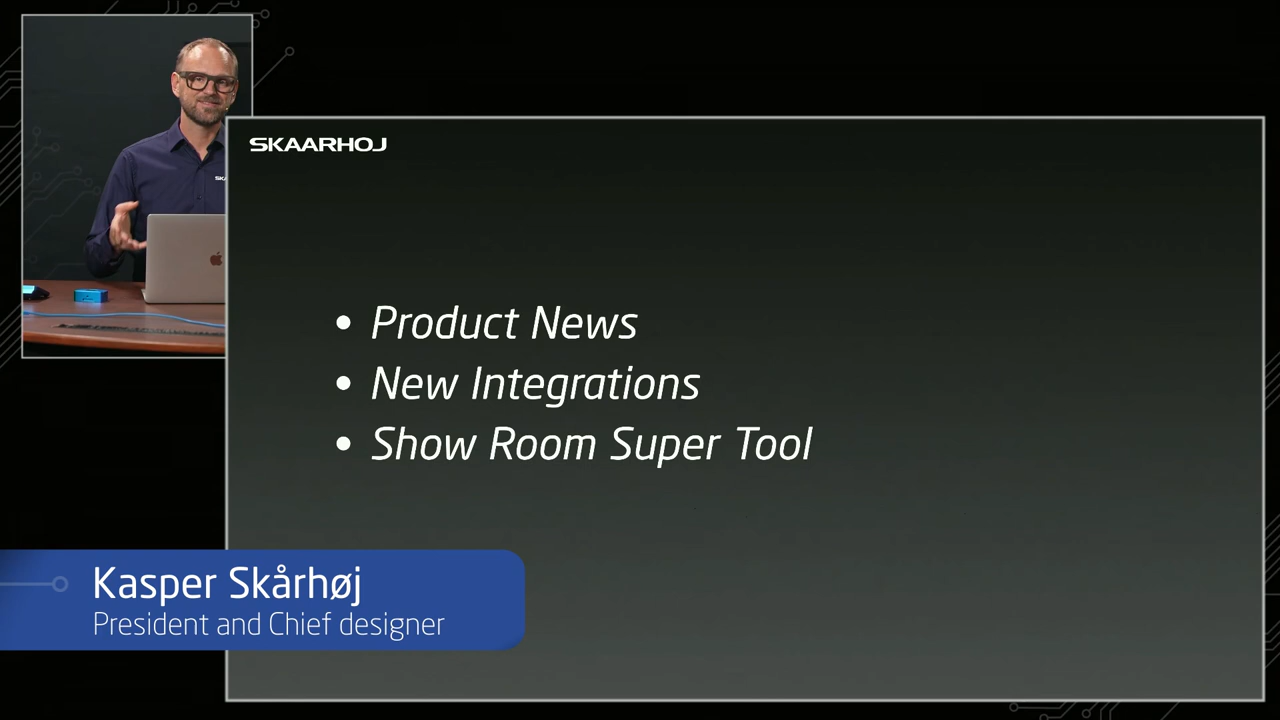 SKAARHOJ
Product News
New Integrations
Show Room Super Tool
Kasper Skårhøj
President and Chief designer